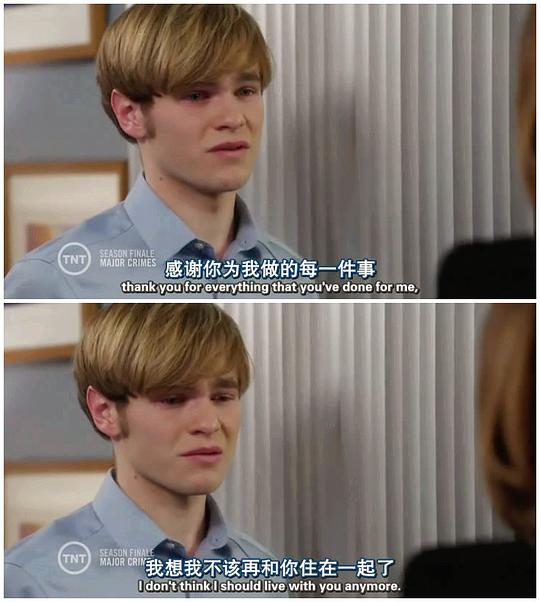 TNT
SEASON FINALE
MAJOR CRIMES
感谢你为我做的每一件事
thank you for everything that you've done for me,
TNT
SEASON FINALE
MAJOR CRIM
我想我不该再和你住在一起了
I don't think I should live with you anymore.